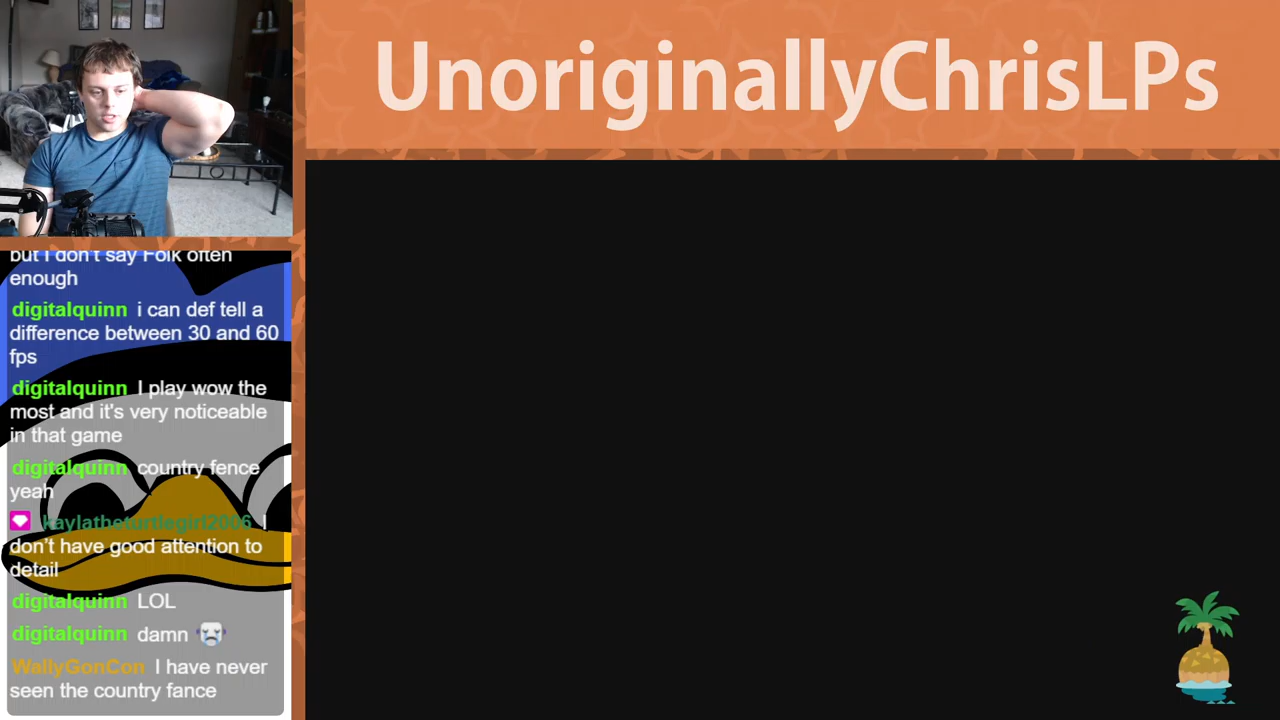 UnoriginallyChrisLPs
but I don't say Folk often
enough
digitalquinn i can def tell a
difference between 30 and 60
fps
digitalquinn I play wow the
most and it's very noticeable
in that game
digitalquinn country fence
yeah
kaylatheturtlegirl2006 I
don't have good attention to
detail
digitalquinn LOL
digitalquinn damn
WallyGonCon I have never
seen the country fance